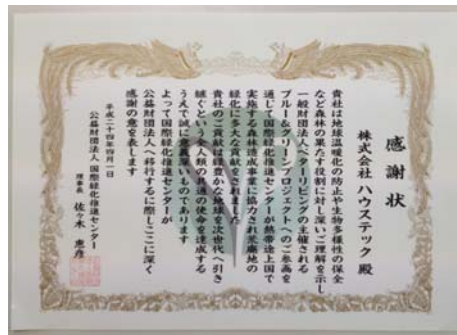 感謝状
株式会社 ハウステック 殿
貴社は地球温暖化の防止や生物多様性の保全
など森林の果たす役割に対し深いご理解を示し
一般財団法人ベターリビングの主催される
ブルー&グリーンプロジェクトへのご参画を
通じて国際緑化推進センターが熱帯途上国で
実施する森林造成事業に協力され荒廃地の
緑化に多大な貢献をされました
貴社のご貢献は緑豊かな地球を次世代へ引き
継ぐという全人類の共通の使命を達成する
うえで誠に意義深いものであります
よって国際緑化推進センターが
公益財団法人へ移行するに際しここに深く
感謝の意を表します
平成二十四年四月一日
公益財団法人 国際緑化推進センター
理事長 佐々木 恵彦